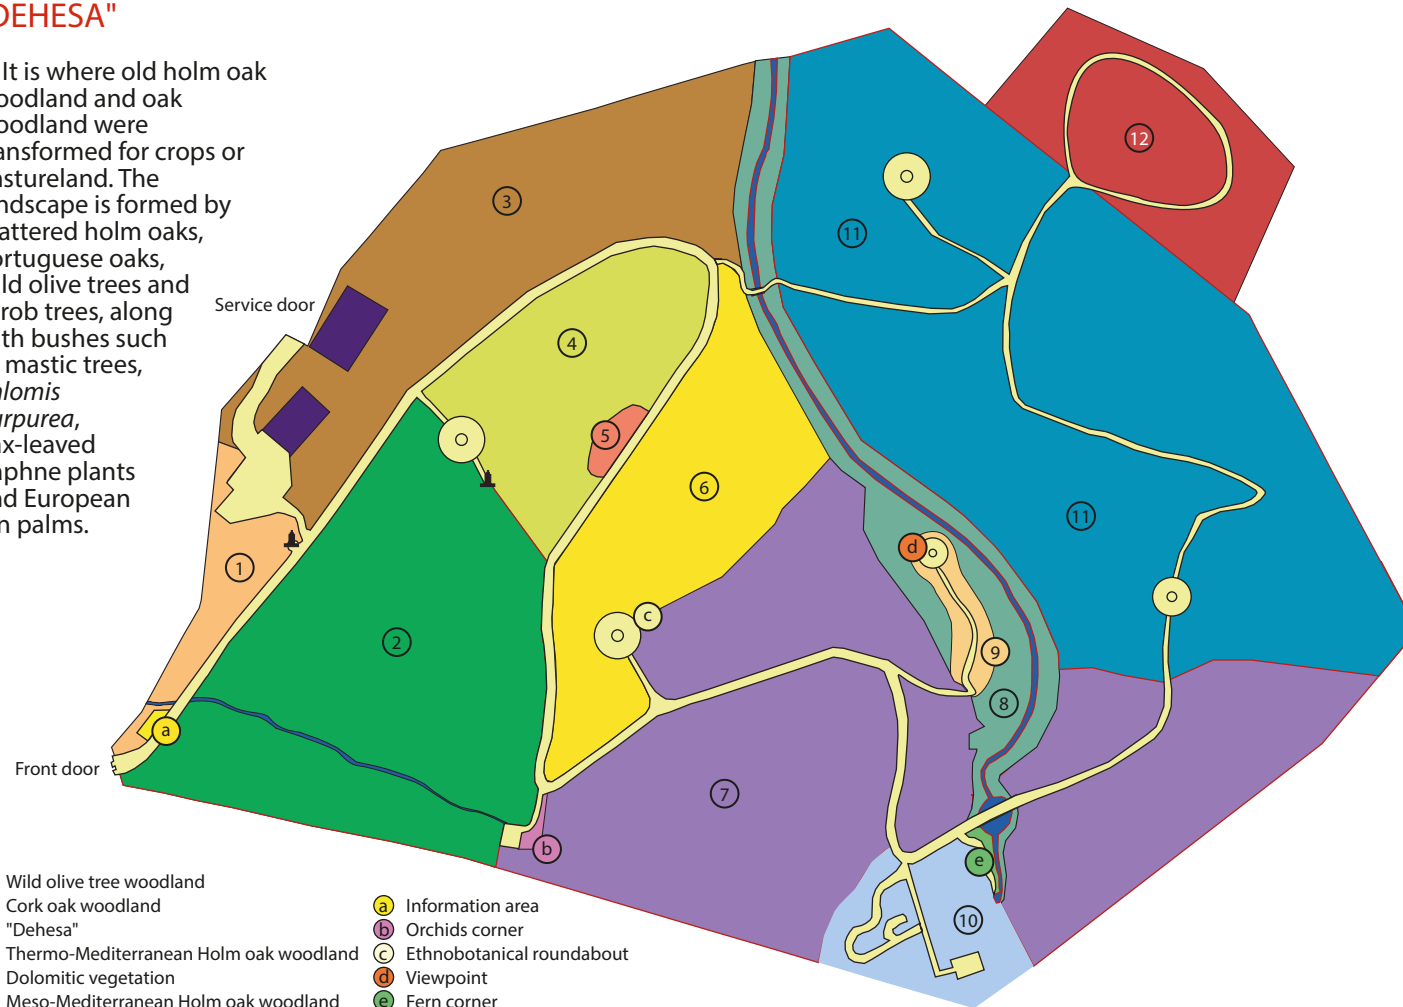 DEHESA"
It is where old holm oak
oodland and oak
oodland were
ansformed for crops or
astureland. The
ndscape is formed by
attered holm oaks,
ortuguese oaks,
ld olive trees and
rob trees, along
th bushes such
mastic trees,
lomis
urpurea,
ax-leaved
aphne plants
nd European
n palms.
Service door
Front door
12
3
11
4
5
6
11
d
1
c
2
9
8
a
7
b
e
10
Wild olive tree woodland
Cork oak woodland
"Dehesa"
Thermo-Mediterranean Holm oak woodland
Dolomitic vegetation
Meso-Mediterranean Holm oak woodland
a Information area
b Orchids corner
c Ethnobotanical roundabout
d Viewpoint
e Fern corner